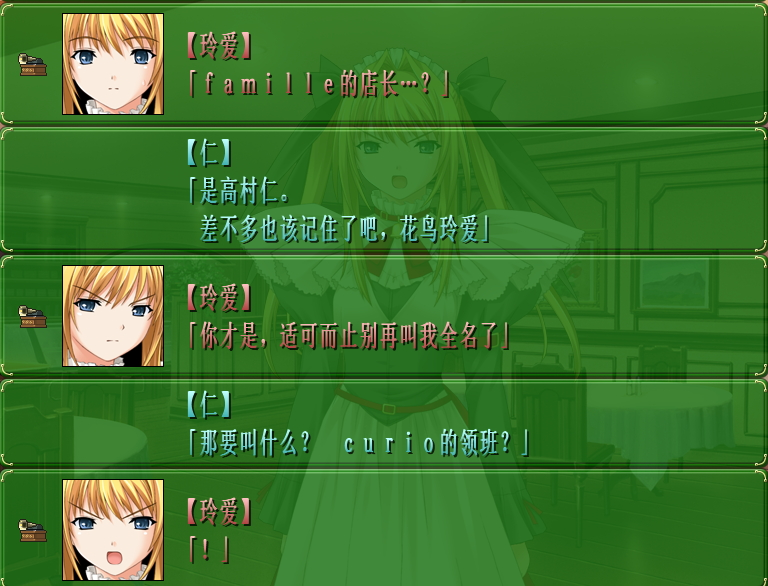 【玲爱】
「famille的店长…？」
【仁】
「是高村仁。
差不多也该记住了吧，花鸟玲爱」
【玲爱】
「你才是，适可而止别再叫我全名了」
【仁】
「那要叫什么？　curio的领班？」
【玲爱】
「！」